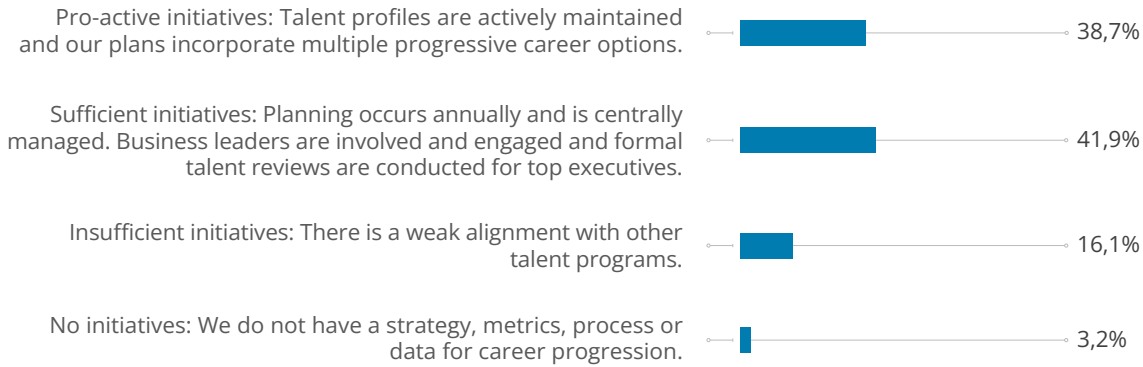 Pro-active initiatives: Talent profiles are actively maintained
and our plans incorporate multiple progressive career options.
38,7%
Sufficient initiatives: Planning occurs annually and is centrally
managed. Business leaders are involved and engaged and formal
talent reviews are conducted for top executives.
41,9%
Insufficient initiatives: There is a weak alignment with other
talent programs.
16,1%
No initiatives: We do not have a strategy, metrics, process or
data for career progression.
3,2%